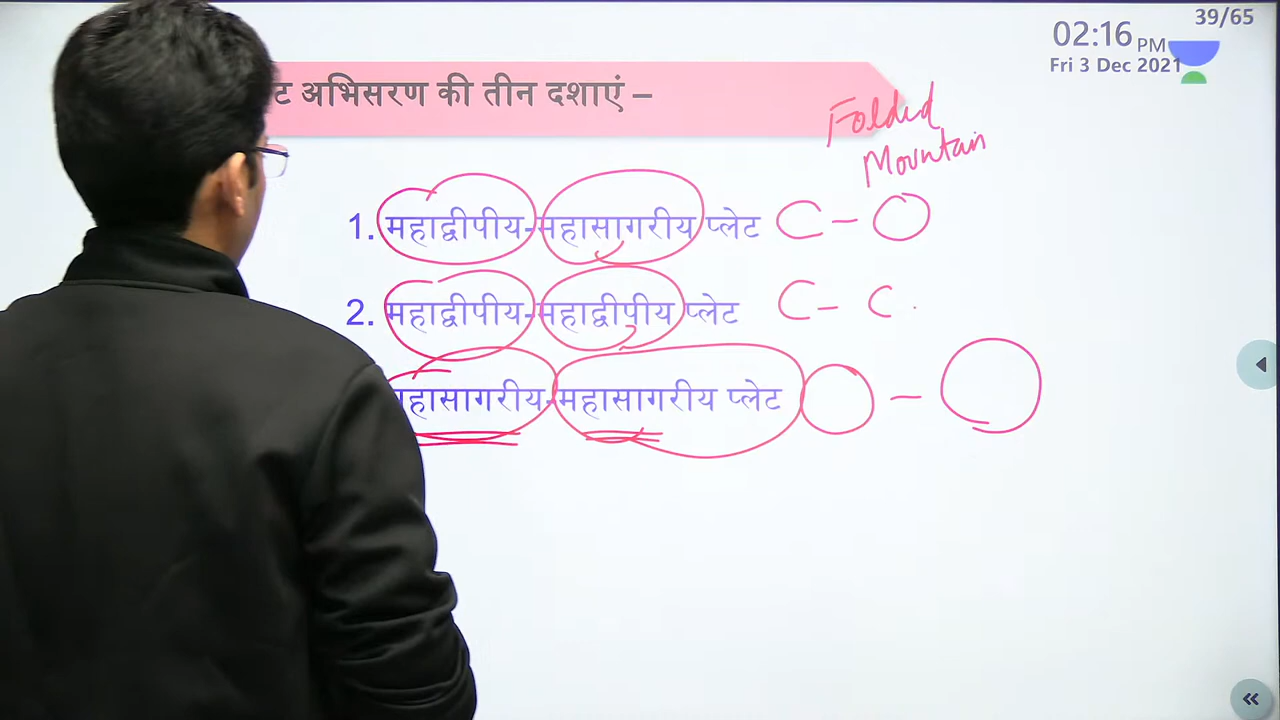 39/65
02:16 PM
Fri 3 Dec 2021
अभिसरण की तीन दशाएं –
Folded
Mountain
1. महाद्वीपीय-महासागरीय प्लेट C – O
2. महाद्वीपीय-महाद्वीपीय प्लेट C – C
महासागरीय-महासागरीय प्लेट O – O